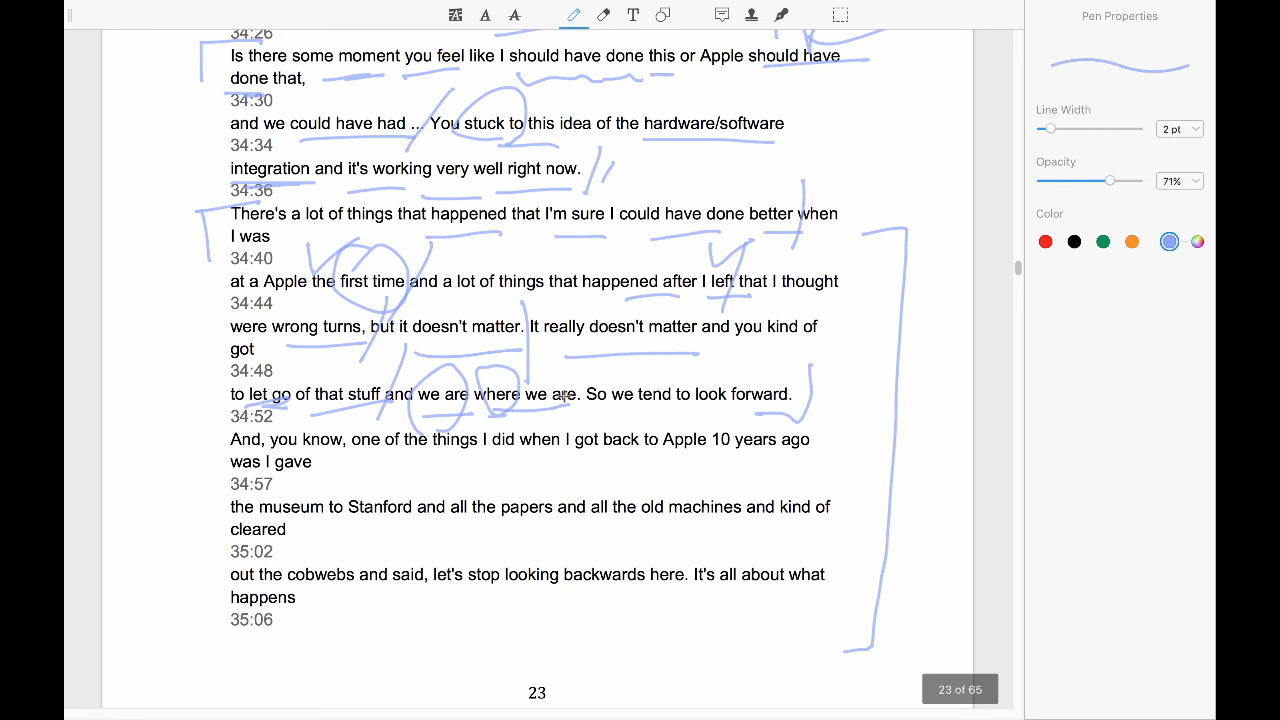 Pen Properties
34:26
Is there some moment you feel like I should have done this or Apple should have
done that,
34:30
and we could have had ... You stuck to this idea of the hardware/software
34:34
integration and it's working very well right now.
34:36
There's a lot of things that happened that I'm sure I could have done better when
I was
34:40
at a Apple the first time and a lot of things that happened after I left that I thought
34:44
were wrong turns, but it doesn't matter. It really doesn't matter and you kind of
got
34:48
to let go of that stuff and we are where we are. So we tend to look forward.
34:52
And, you know, one of the things I did when I got back to Apple 10 years ago
was I gave
34:57
the museum to Stanford and all the papers and all the old machines and kind of
cleared
35:02
out the cobwebs and said, let's stop looking backwards here. It's all about what
happens
35:06
23
23 of 65
Line Width
2 pt
Opacity
71%
Color